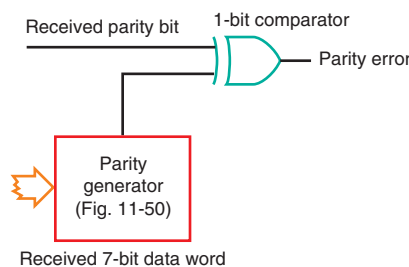 Received parity bit
1-bit comparator
Parity error
Parity
generator
(Fig. 11-50)
Received 7-bit data word